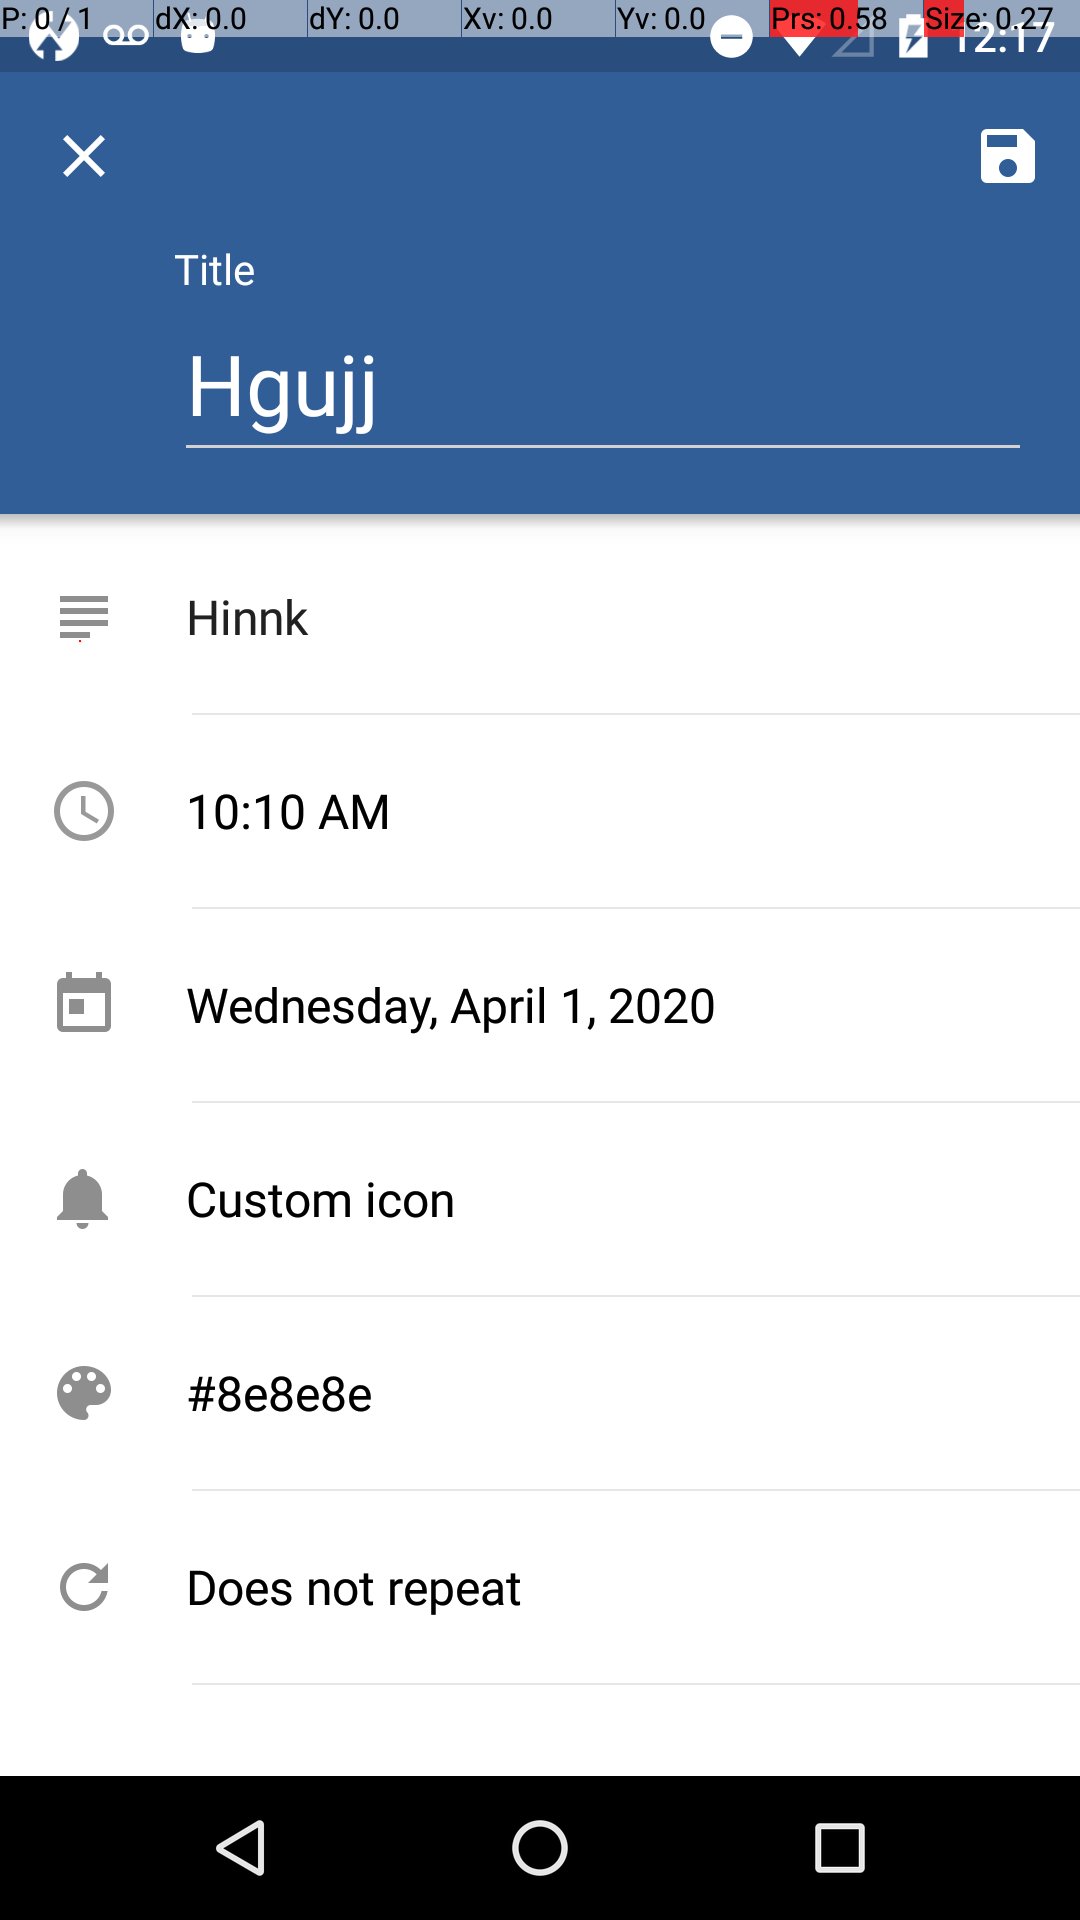 P: 0 / 1 dX: 0.0 dY: 0.0 Xv: 0.0 Yv: 0.0 Prs: 0.58 Size: 0.27
12:17
Title
Hgujj
Hinnk
10:10 AM
Wednesday, April 1, 2020
Custom icon
#8e8e8e
Does not repeat